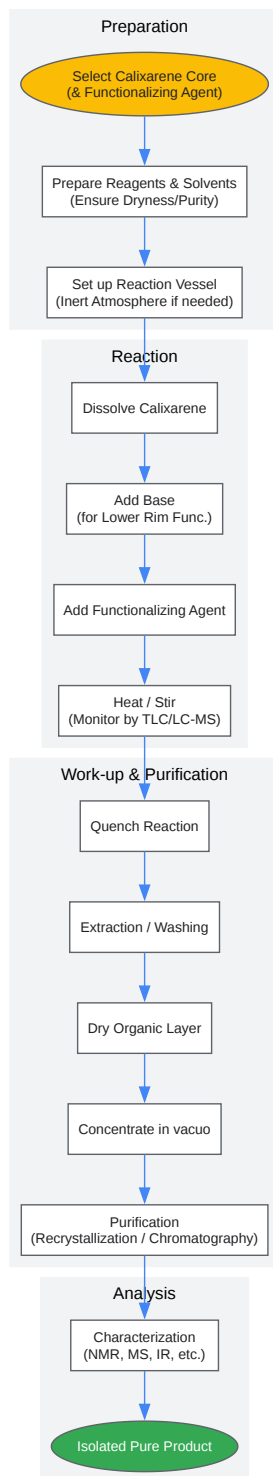 Preparation
Select Calixarene Core
(& Functionalizing Agent)
Prepare Reagents & Solvents
(Ensure Dryness/Purity)
Set up Reaction Vessel
(Inert Atmosphere if needed)
Reaction
Dissolve Calixarene
Add Base
(for Lower Rim Func.)
Add Functionalizing Agent
Heat / Stir
(Monitor by TLC/LC-MS)
Work-up & Purification
Quench Reaction
Extraction / Washing
Dry Organic Layer
Concentrate in vacuo
Purification
(Recrystallization / Chromatography)
Analysis
Characterization
(NMR, MS, IR, etc.)
Isolated Pure Product